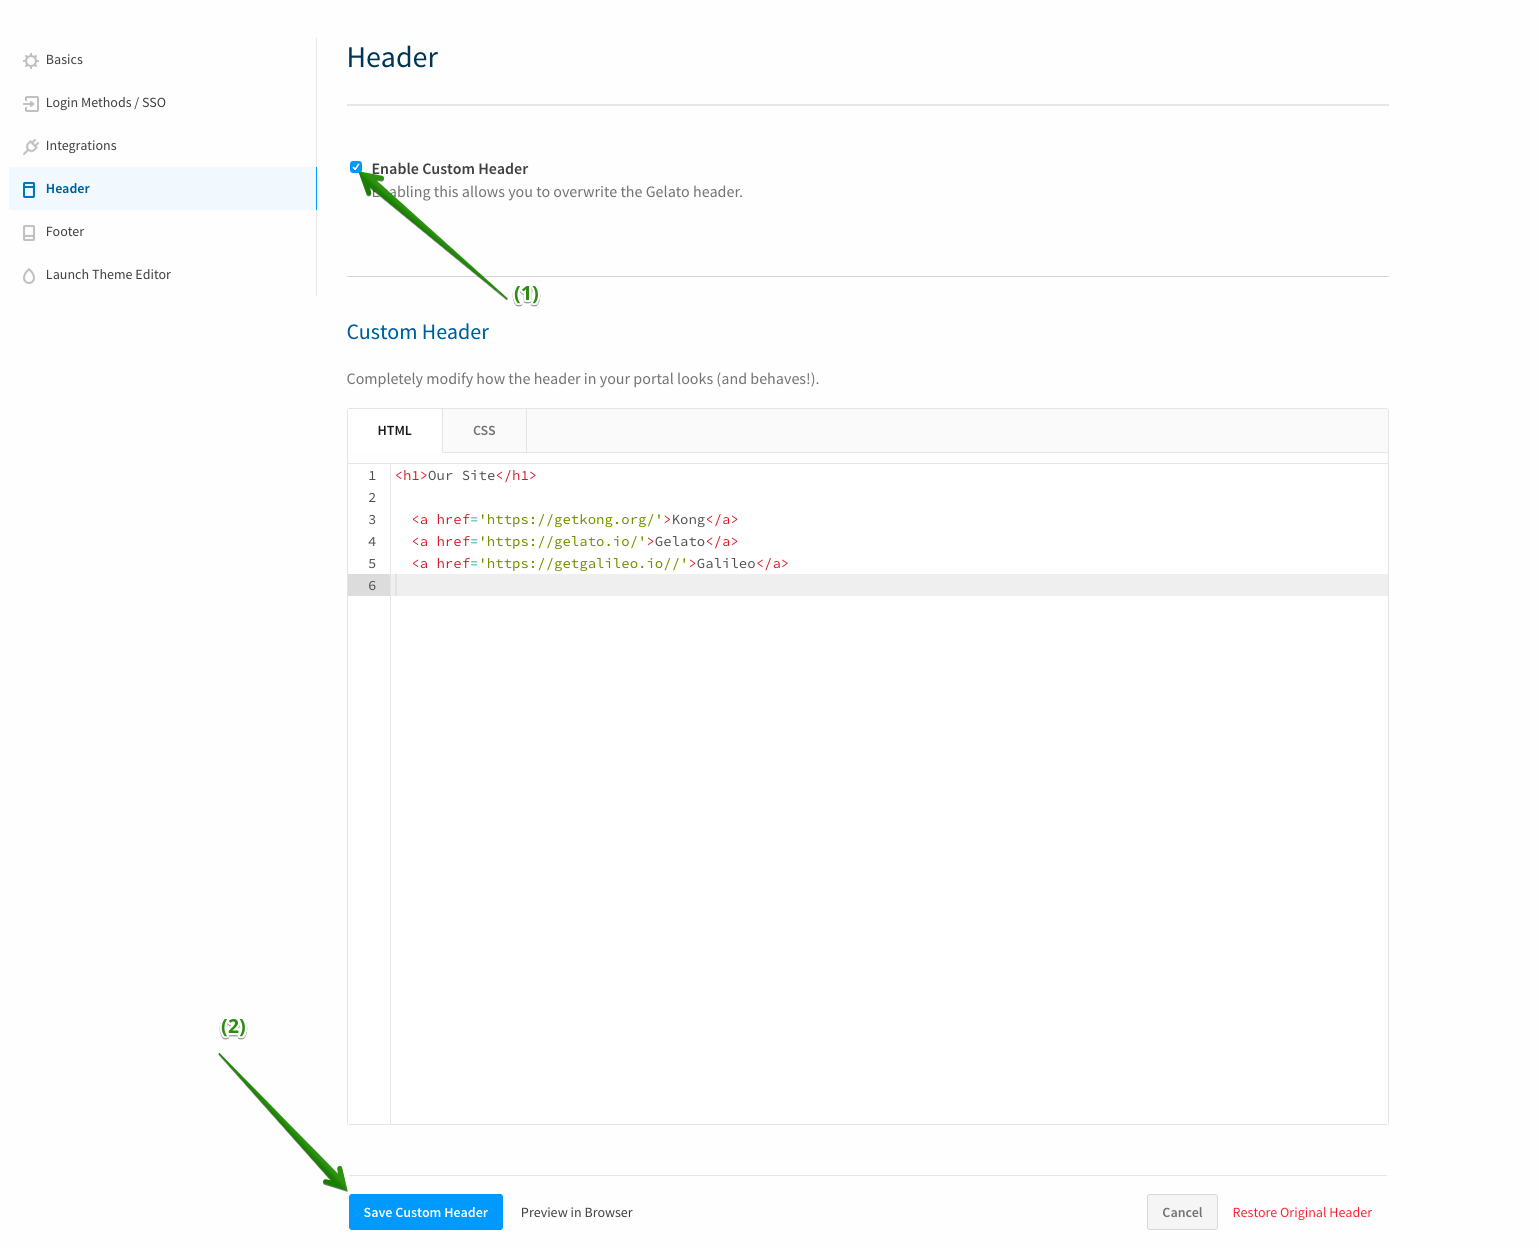 Basics
Login Methods / SSO
Integrations
Header
Footer
Launch Theme Editor
Header
Enable Custom Header
abling this allows you to overwrite the Gelato header.
(1)
Custom Header
Completely modify how the header in your portal looks (and behaves!).
HTML CSS
1 <h1>Our Site</h1>
2
3 <a href='https://getkong.org/'>Kong</a>
4 <a href='https://gelato.io/'>Gelato</a>
5 <a href='https://getgalileo.io//'>Galileo</a>
6
(2)
Save Custom Header Preview in Browser Cancel Restore Original Header